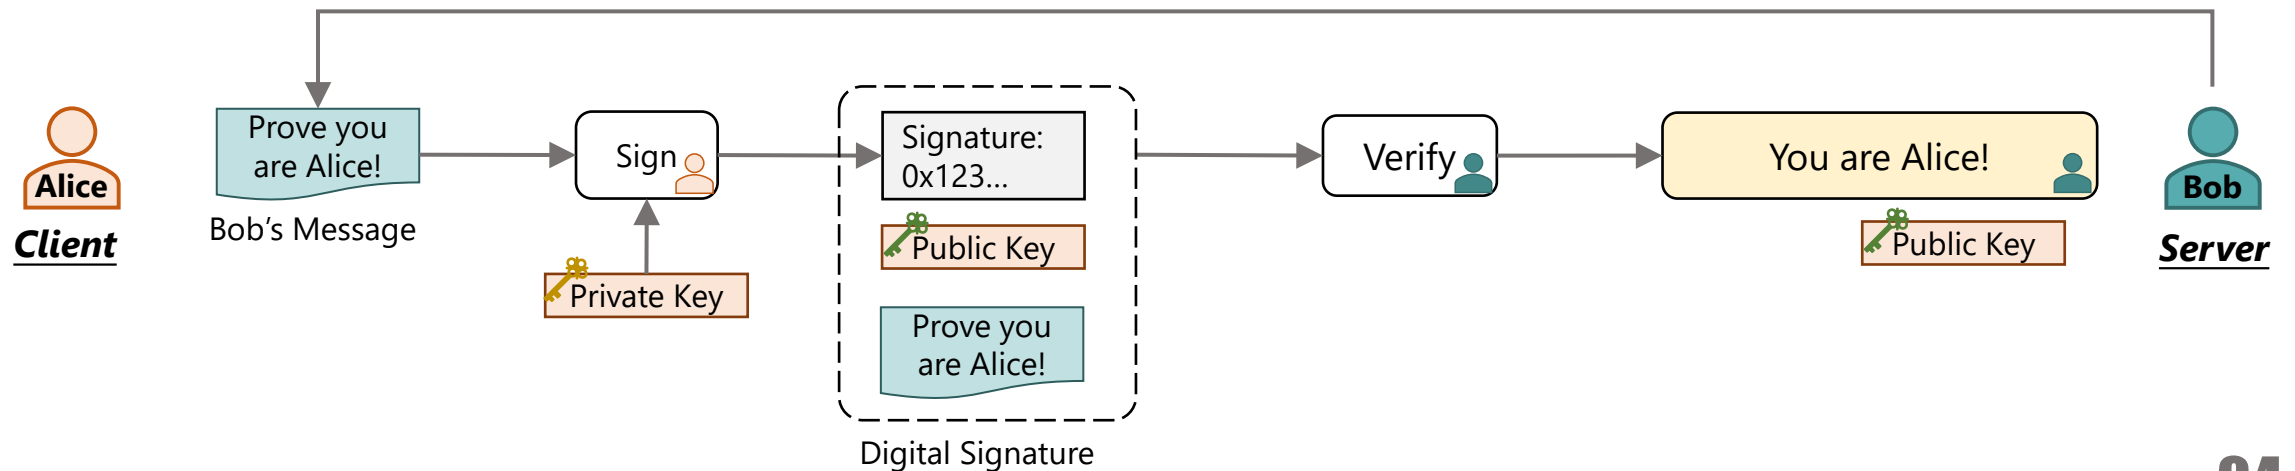 Alice
Client
Prove you
are Alice!
Bob's Message
Sign
Private Key
Signature:
0x123...
Public Key
Prove you
are Alice!
Digital Signature
Verify
You are Alice!
Public Key
Bob
Server